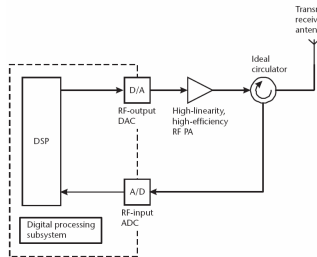 Ideal
circulator
D/A
RF-output
DAC
High-linearity,
high-efficiency
RF PA
DSP
A/D
RF-input
ADC
Digital processing
subsystem